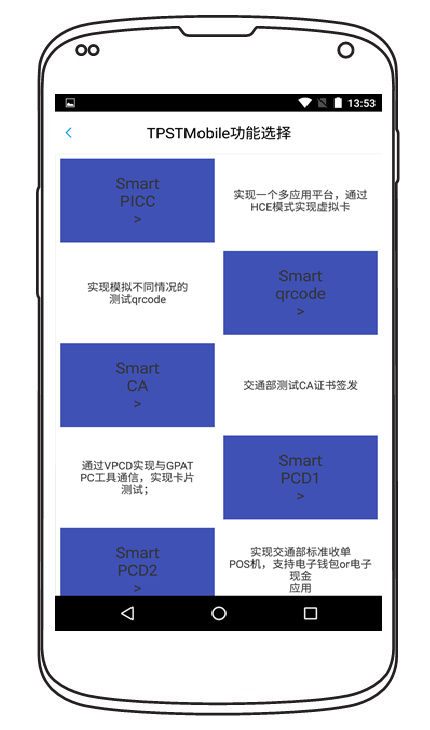 13:53
TPSTMobile功能选择
Smart
PICC
>
实现一个多应用平台，通过
HCE模式实现虚拟卡
实现模拟不同情况的
测试qrcode
Smart
qrcode
>
Smart
CA
>
交通部测试CA证书签发
通过VPCD实现与GPAT
PC工具通信，实现卡片
测试；
Smart
PCD1
>
Smart
PCD2
>
实现交通部标准收单
POS机，支持电子钱包or电子
现金
应用